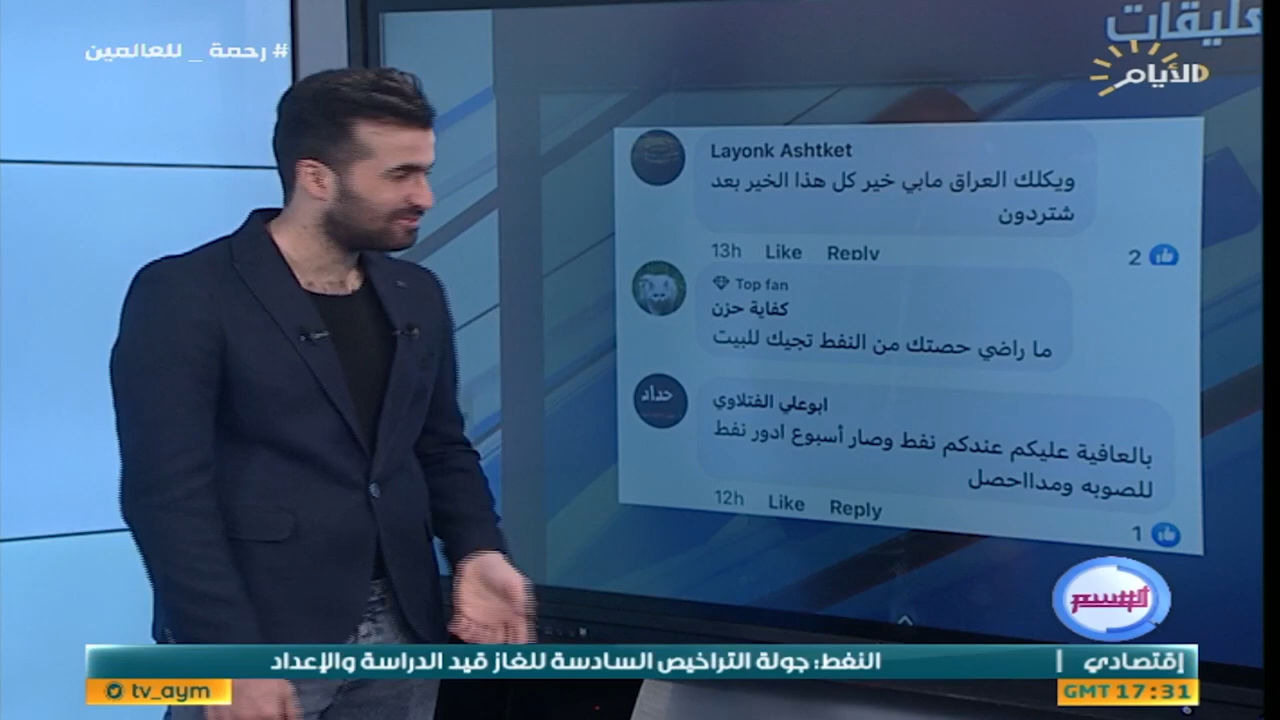 # رحمة _ للعالمين
عليقات
الأيام
Layonk Ashtket
ويكلك العراق مابي خير كل هذا الخير بعد
شتردون
13h Like Reply 2
Top fan
كفاية حزن
ما راضي حصتك من النفط تجيك للبيت
حداد
ابوعلي الفتلاوي
بالعافية عليكم عندكم نفط وصار أسبوع ادور نفط
للصوبه ومدااحصل
12h Like Reply 1
إقتصادي | النفط: جولة التراخيص السادسة للغاز قيد الدراسة والإعداد
tv_aym
GMT 17:31